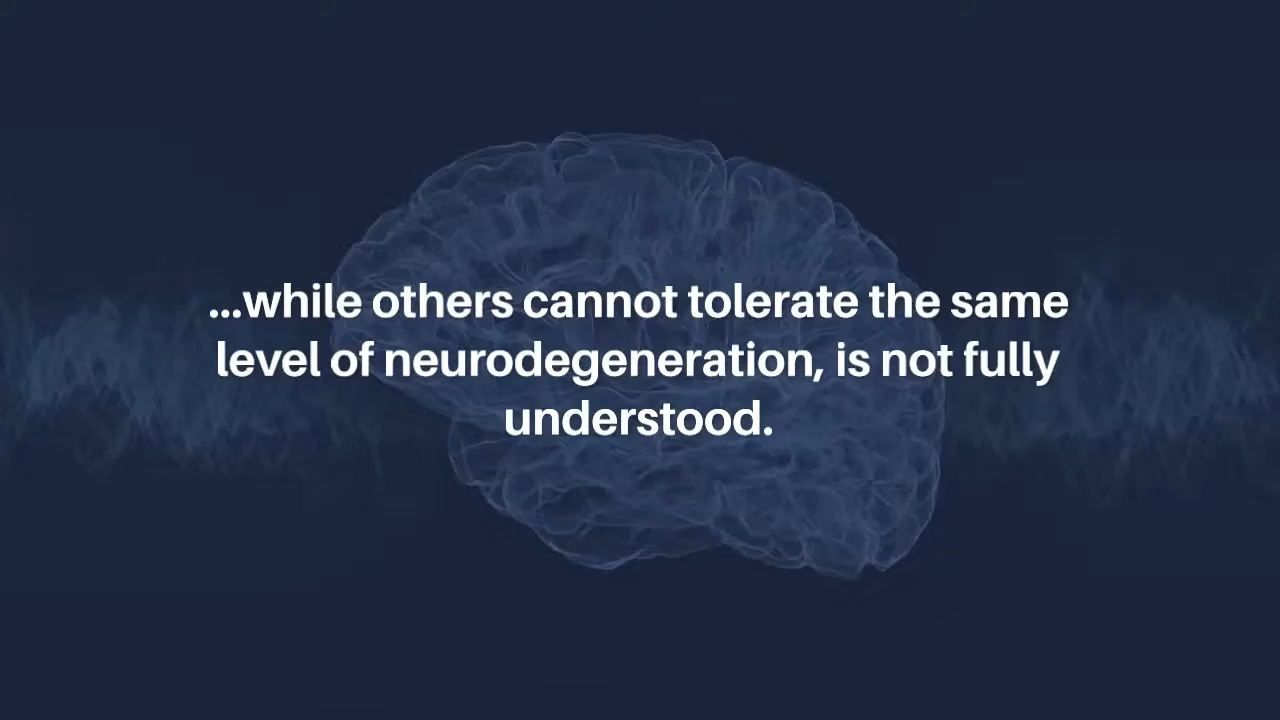 ...while others cannot tolerate the same
level of neurodegeneration, is not fully
understood.